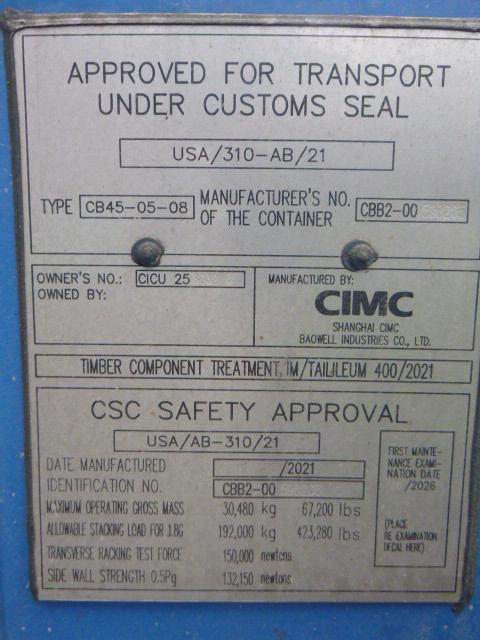 APPROVED FOR TRANSPORT
UNDER CUSTOMS SEAL
USA/310-AB/21
TYPE CB45-05-08 MANUFACTURER'S NO. OF THE CONTAINER CBB2-00
OWNER'S NO.: CICU 25
OWNED BY:
MANUFACTURED BY:
CIMC
SHANGHAI CIMC
BAOWELL INDUSTRIES CO., LTD.
TIMBER COMPONENT TREATMENT IM/TAILILEUM 400/2021
CSC SAFETY APPROVAL
USA/AB-310/21
DATE MANUFACTURED /2021
IDENTIFICATION NO. CBB2-00
MAXIMUM OPERATING GROSS MASS 30,480 kg 67,200 lbs
ALLOWABLE STACKING LOAD FOR 1.8G 192,000 kg 423,280 lbs
TRANSVERSE RACKING TEST FORCE 150,000 newtons
SIDE WALL STRENGTH 0.5Pg 132,150 newtons
FIRST MAINTE-
NANCE EXAMI-
NATION DATE
/2026
(PLACE
RE EXAMINATION
DECAL HERE)